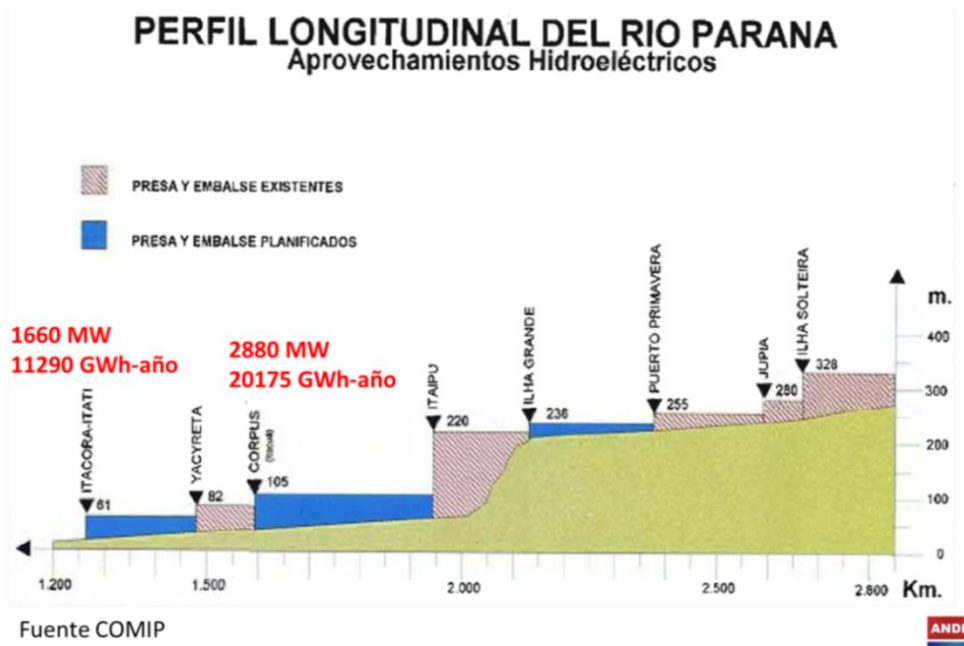 PERFIL LONGITUDINAL DEL RIO PARANA
Aprovechamientos Hidroeléctricos
PRESA Y EMBALSE EXISTENTES
PRESA Y EMBALSE PLANIFICADOS
1660 MW
11290 GWh-año
2880 MW
20175 GWh-año
ITACORA-ITATI
61
YACYRETA
82
CORPUS
(Itacuá)
105
ITAIPU
220
ILHA GRANDE
236
PUERTO PRIMAVERA
255
JUPIA
280
ILHA SOLTEIRA
328
m.
400
300
200
100
0
1.200
1.500
2.000
2.500
2.800
Km.
Fuente COMIP
ANDE